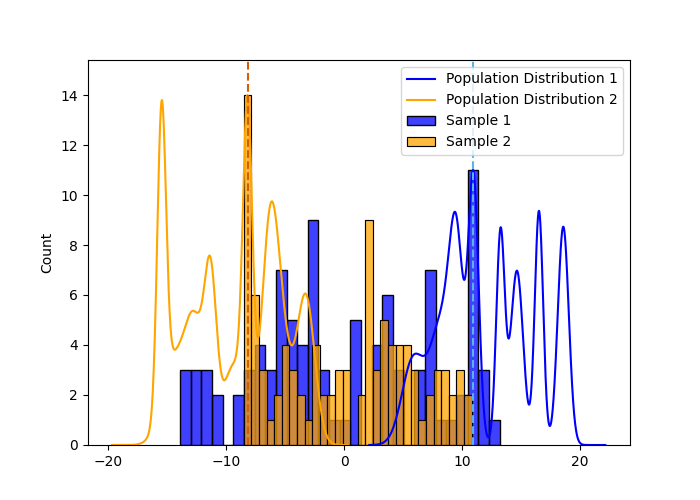 Population Distribution 1
Population Distribution 2
Sample 1
Sample 2
Count
14
12
10
8
6
4
2
0
−20
−10
0
10
20